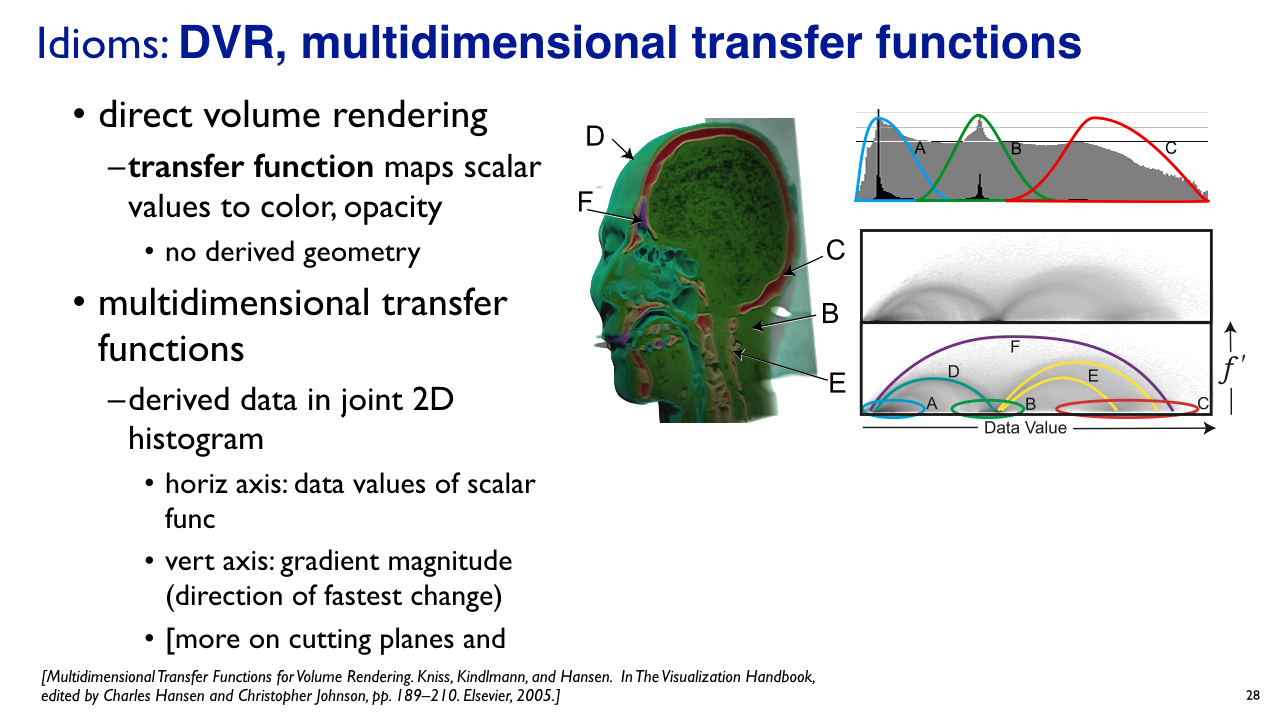 Idioms: DVR, multidimensional transfer functions
• direct volume rendering
–transfer function maps scalar
values to color, opacity
• no derived geometry
• multidimensional transfer
functions
–derived data in joint 2D
histogram
• horiz axis: data values of scalar
func
• vert axis: gradient magnitude
(direction of fastest change)
• [more on cutting planes and
D
F
C
B
E
A
B
C
F
D
E
A
B
C
f'
Data Value
[Multidimensional Transfer Functions for Volume Rendering. Kniss, Kindlmann, and Hansen. In The Visualization Handbook,
edited by Charles Hansen and Christopher Johnson, pp. 189–210. Elsevier, 2005.]
28